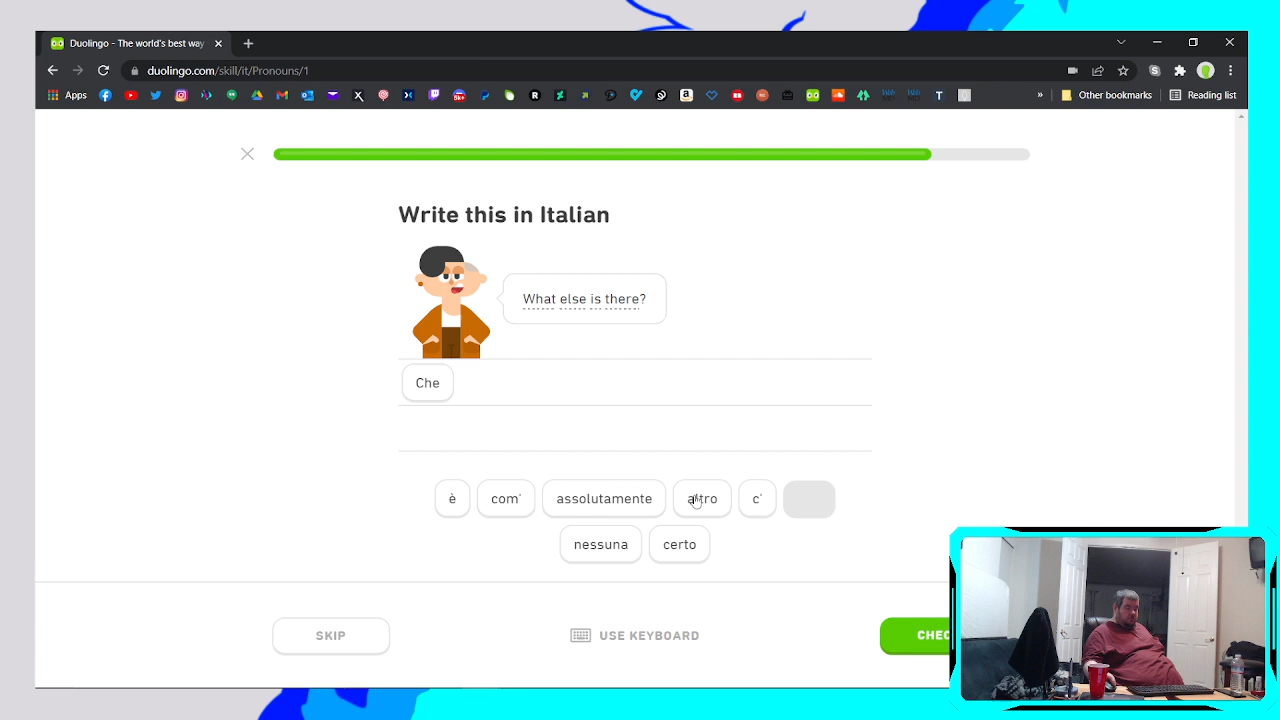 Duolingo - The world's best way
duolingo.com/skill/it/Pronouns/1
Apps
Other bookmarks
Reading list
Write this in Italian
What else is there?
Che
è com' assolutamente altro c'
nessuna certo
SKIP
USE KEYBOARD
CHEC